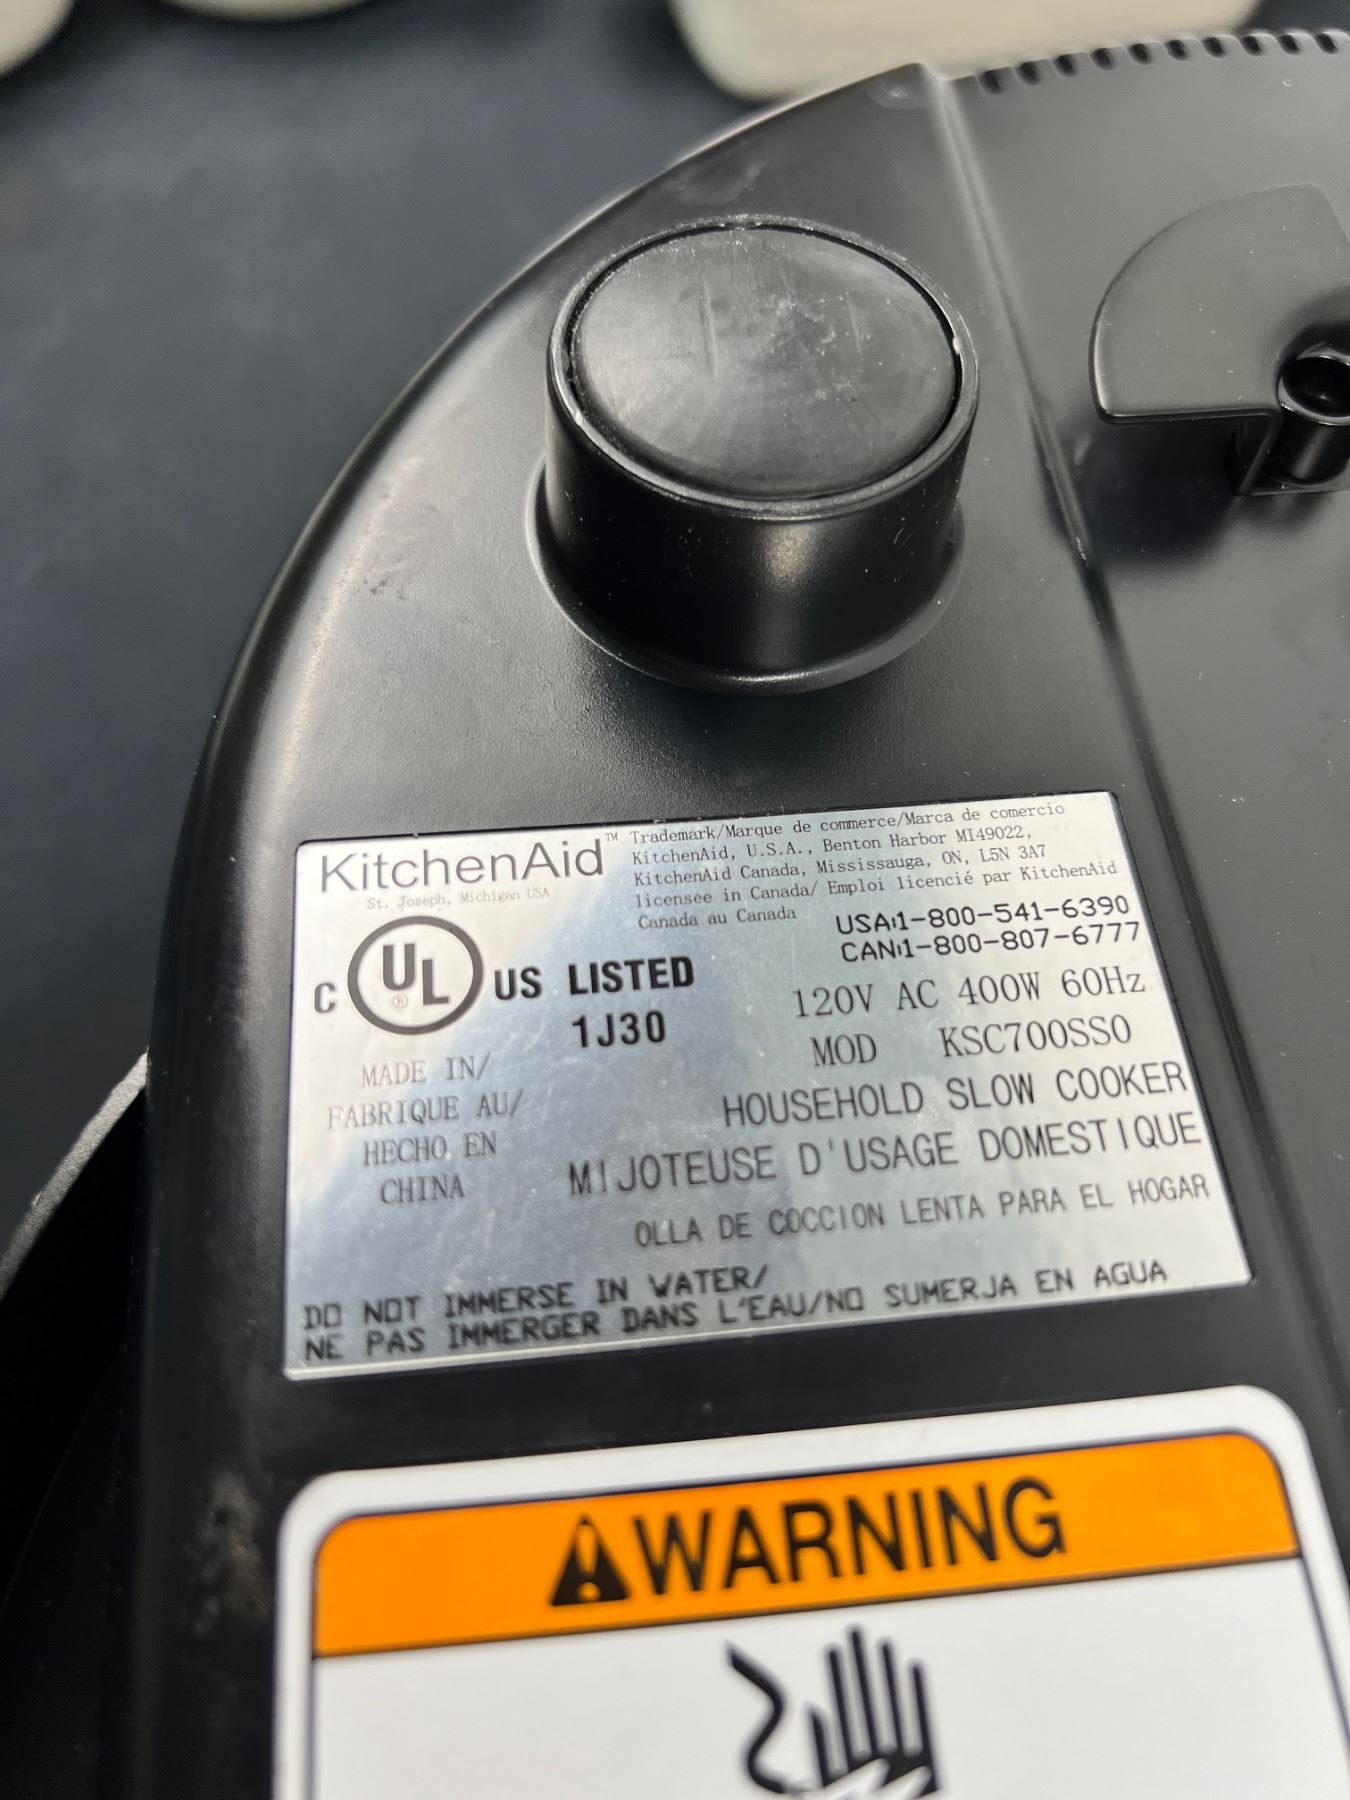 KitchenAid™
St. Joseph, Michigan USA
Trademark/Marque de commerce/Marca de comercio
KitchenAid, U.S.A., Benton Harbor MI49022,
KitchenAid Canada, Mississauga, ON, L5N 3A7
licensee in Canada/ Emploi licencié par KitchenAid
Canada au Canada
USA:1-800-541-6390
CAN:1-800-807-6777
C UL® US LISTED
1J30
120V AC 400W 60Hz
MOD KSC700SS0
MADE IN/
FABRIQUE AU/
HECHO EN
CHINA
HOUSEHOLD SLOW COOKER
MIJOTEUSE D'USAGE DOMESTIQUE
OLLA DE COCCION LENTA PARA EL HOGAR
DO NOT IMMERSE IN WATER/
NE PAS IMMERGER DANS L'EAU/NO SUMERJA EN AGUA
WARNING